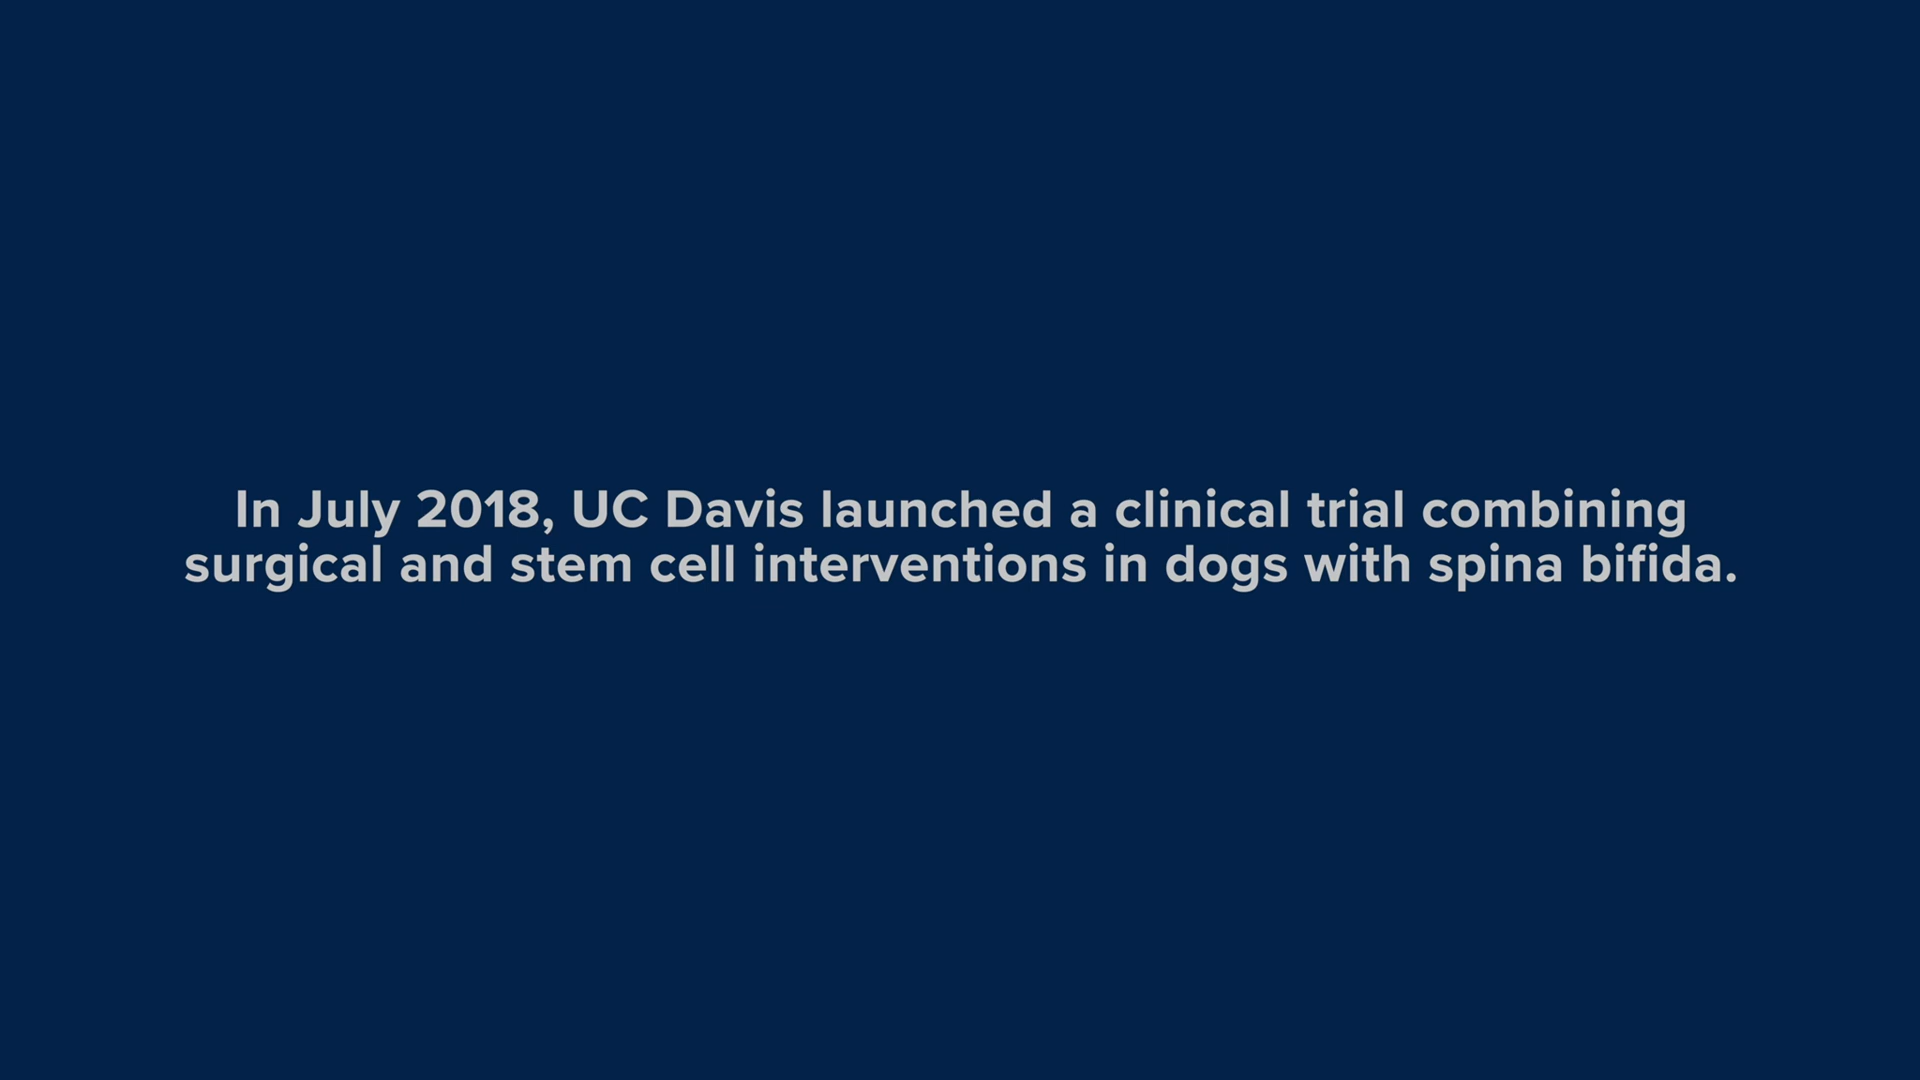 In July 2018, UC Davis launched a clinical trial combining
surgical and stem cell interventions in dogs with spina bifida.